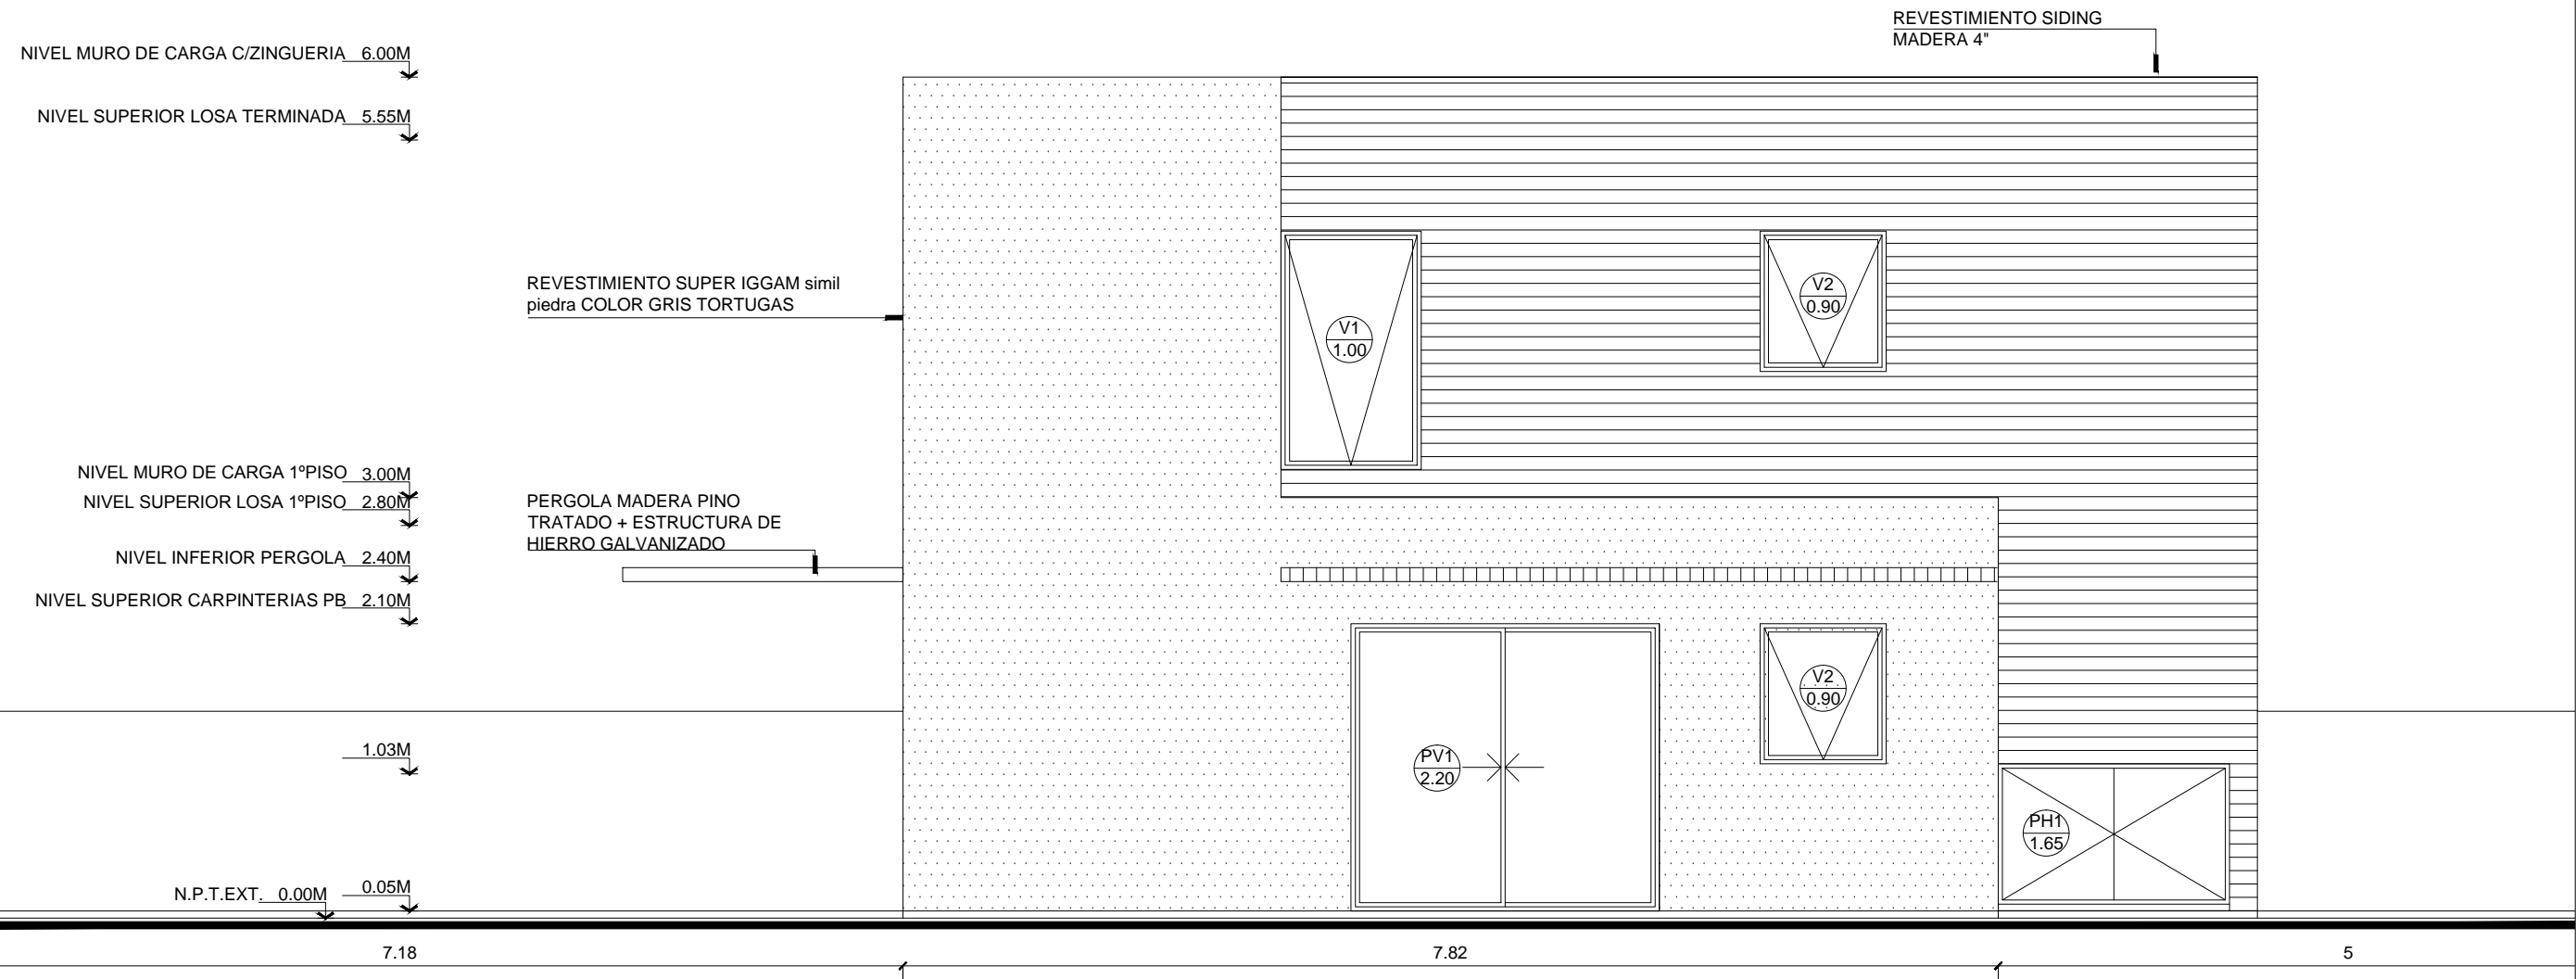 REVESTIMIENTO SIDING
MADERA 4"
NIVEL MURO DE CARGA C/ZINGUERIA 6.00M
NIVEL SUPERIOR LOSA TERMINADA 5.55M
REVESTIMIENTO SUPER IGGAM simil
piedra COLOR GRIS TORTUGAS
V1
1.00
V2
0.90
NIVEL MURO DE CARGA 1ºPISO 3.00M
NIVEL SUPERIOR LOSA 1ºPISO 2.80M
PERGOLA MADERA PINO
TRATADO + ESTRUCTURA DE
HIERRO GALVANIZADO
NIVEL INFERIOR PERGOLA 2.40M
NIVEL SUPERIOR CARPINTERIAS PB 2.10M
V2
0.90
1.03M
PV1
2.20
PH1
1.65
N.P.T.EXT. 0.00M
0.05M
7.18
7.82
5